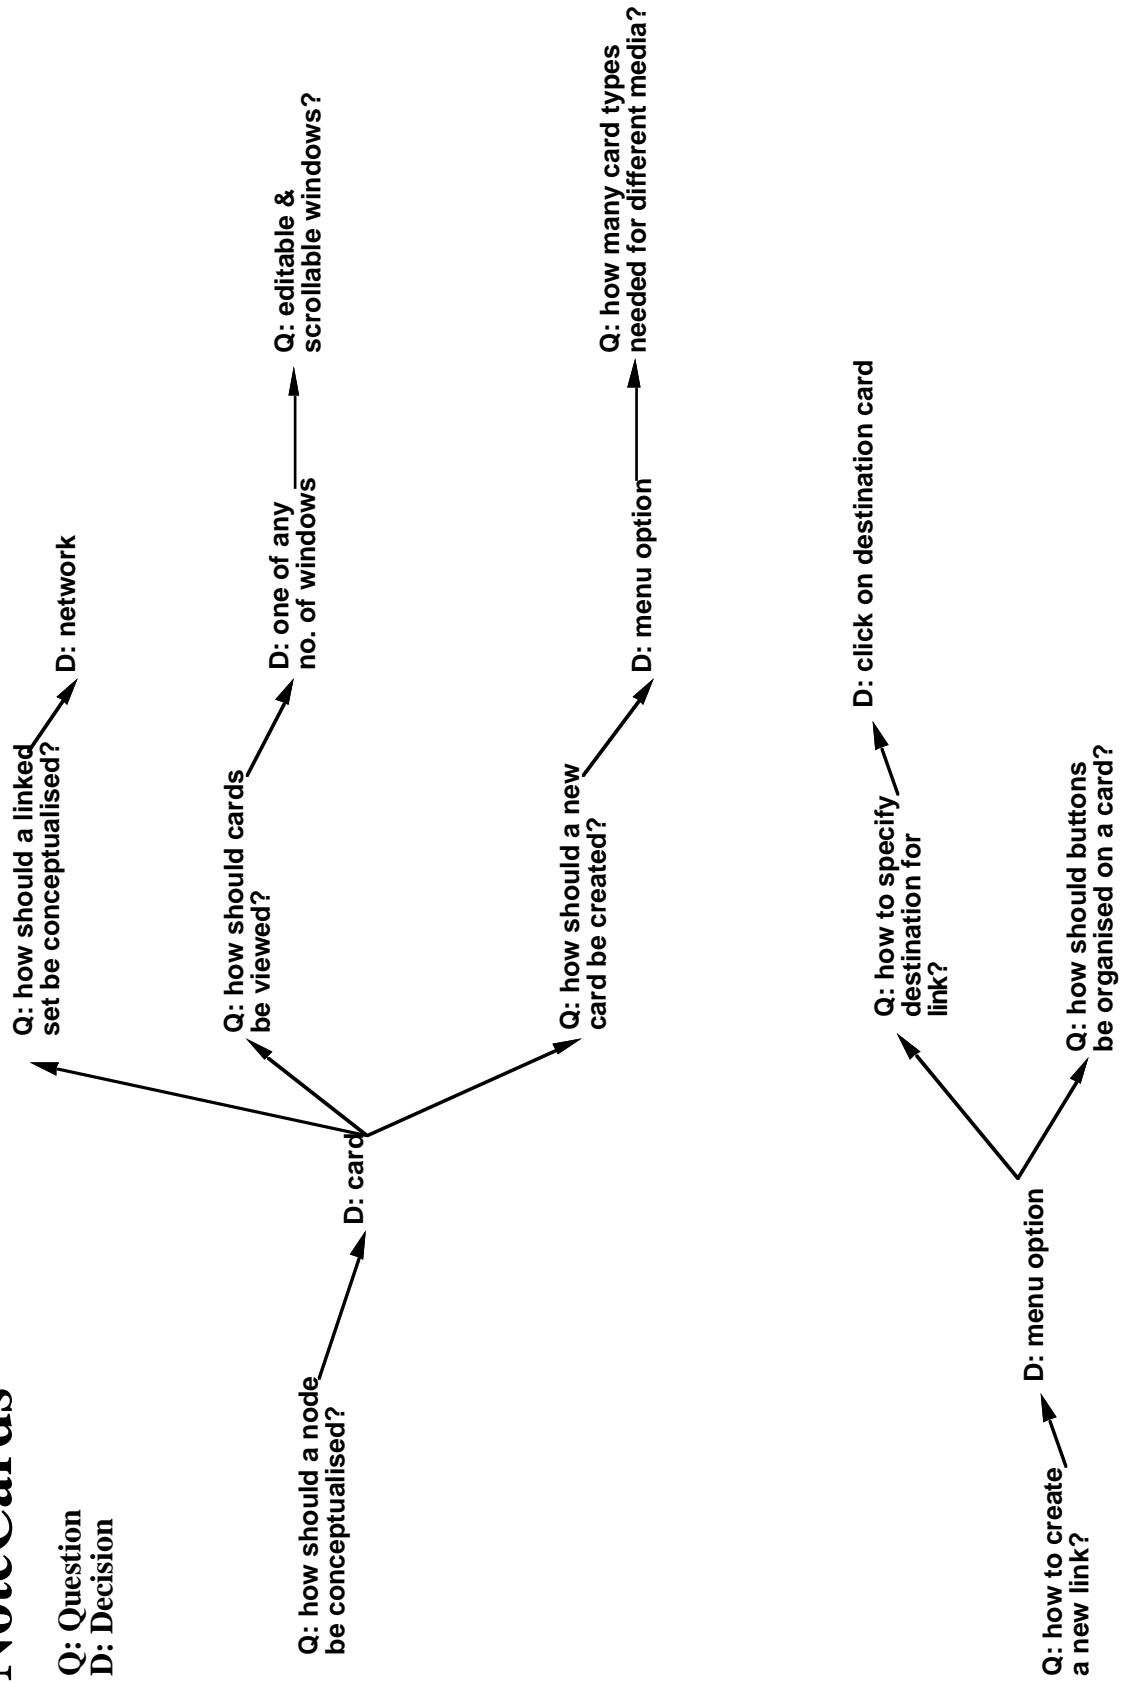 NoteCards
Q: Question
D: Decision
Q: how should a node
be conceptualised?
D: card
Q: how should a linked
set be conceptualised?
D: network
Q: how should cards
be viewed?
D: one of any
no. of windows
Q: editable &
scrollable windows?
Q: how should a new
card be created?
D: menu option
Q: how many card types
needed for different media?
Q: how to create
a new link?
D: menu option
Q: how to specify
destination for
link?
D: click on destination card
Q: how should buttons
be organised on a card?